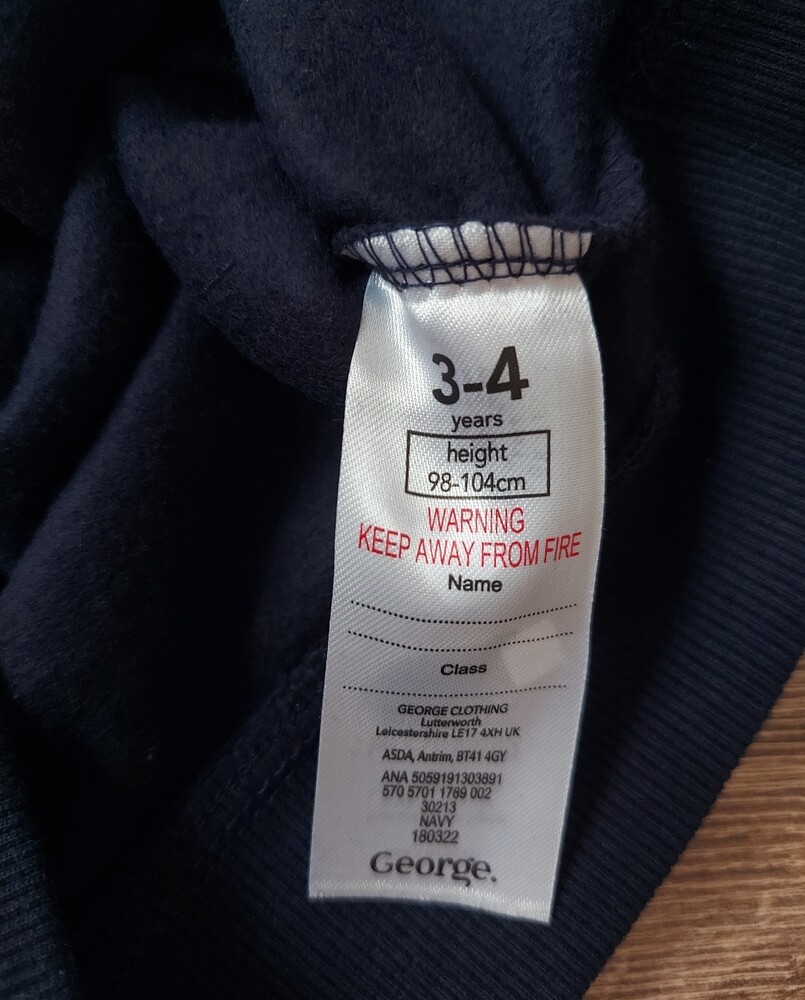 3-4
years
height
98-104cm
WARNING
KEEP AWAY FROM FIRE
Name
Class
GEORGE CLOTHING
Lutterworth
Leicestershire LE17 4XH UK
ASDA, Antrim, BT41 4GY
ANA 5059191303891
570 5701 1789 002
30213
NAVY
180322
George.